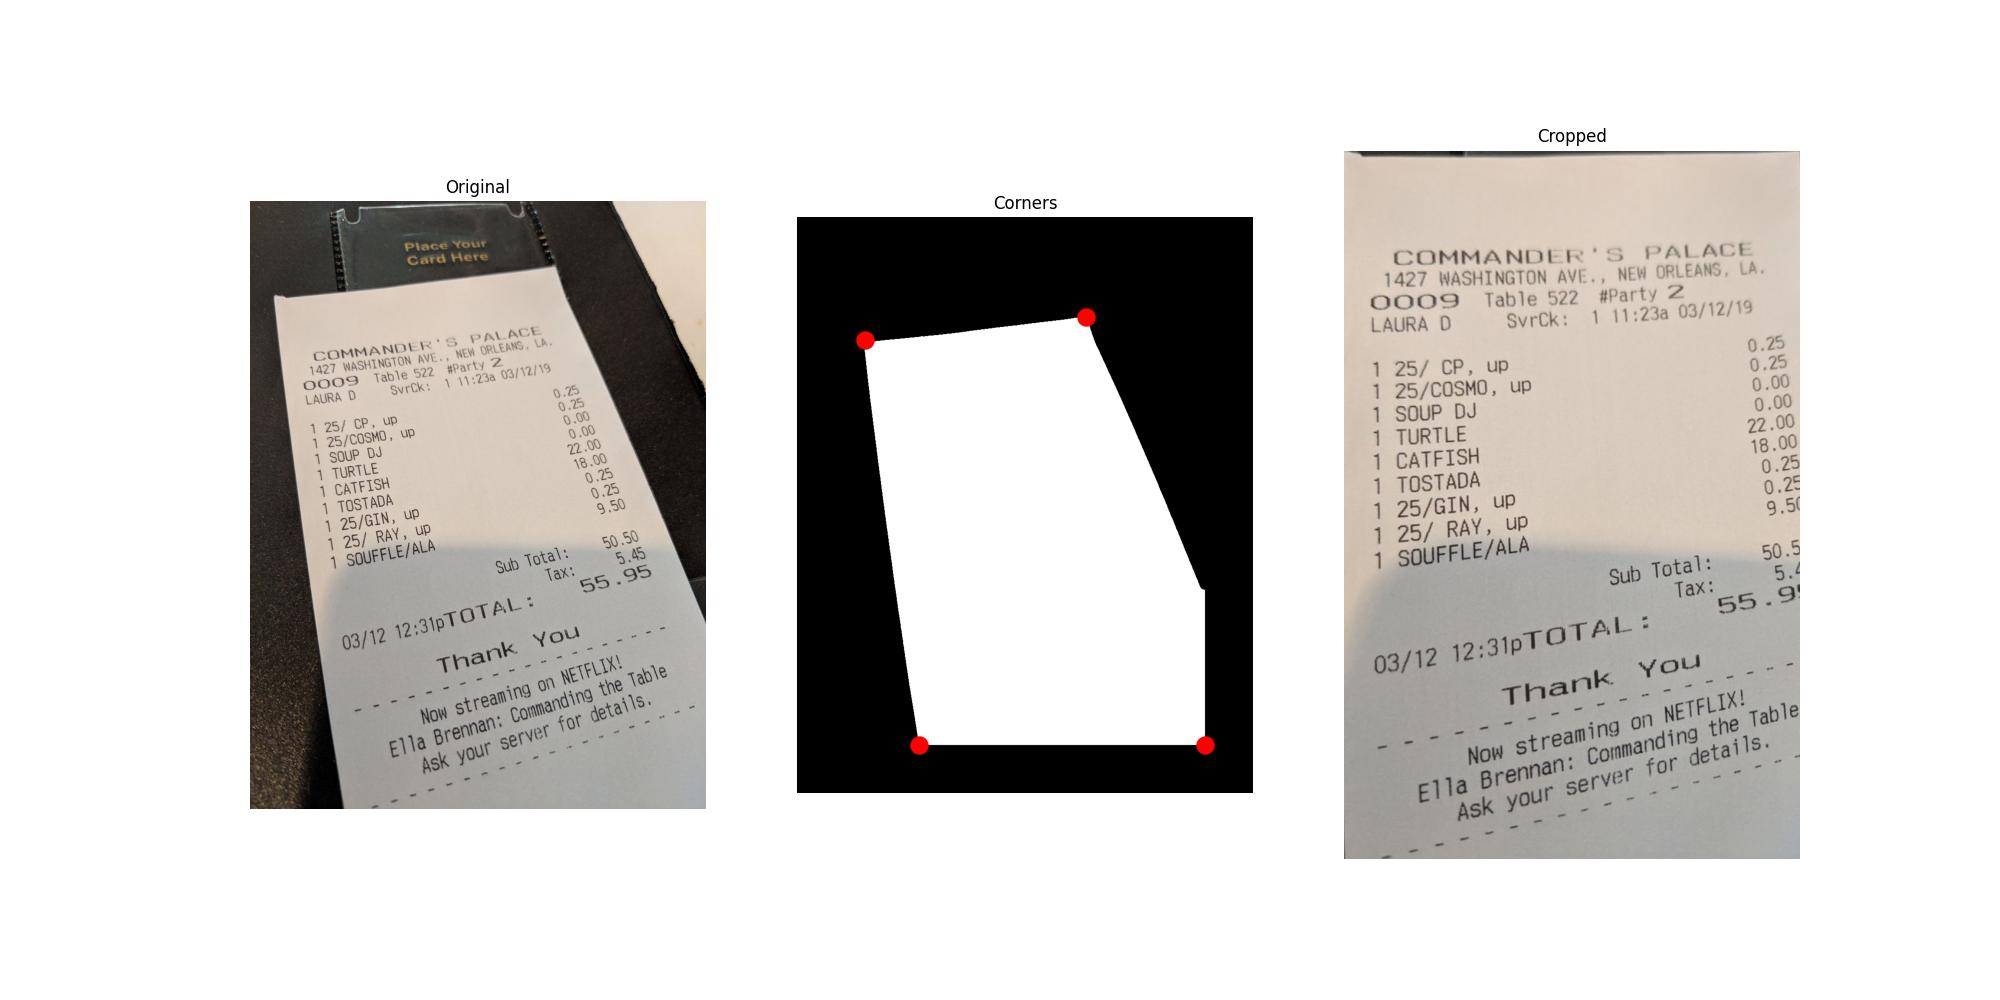 Original
Place Your
Card Here
COMMANDER'S PALACE
1427 WASHINGTON AVE., NEW ORLEANS, LA.
0009 Table 522 #Party 2
LAURA D SvrCk: 1 11:23a 03/12/19
1 25/ CP, up 0.25
1 25/COSMO, up 0.25
1 SOUP DJ 0.00
1 TURTLE 0.00
1 CATFISH 22.00
1 TOSTADA 18.00
1 25/GIN, up 0.25
1 25/ RAY, up 0.25
1 SOUFFLE/ALA 9.50
Sub Total: 50.50
Tax: 5.45
03/12 12:31pTOTAL: 55.95
Thank You
Now streaming on NETFLIX!
Ella Brennan: Commanding the Table
Ask your server for details.
Corners
Cropped
COMMANDER'S PALACE
1427 WASHINGTON AVE., NEW ORLEANS, LA.
0009 Table 522 #Party 2
LAURA D SvrCk: 1 11:23a 03/12/19
1 25/ CP, up 0.25
1 25/COSMO, up 0.25
1 SOUP DJ 0.00
1 TURTLE 0.00
1 CATFISH 22.00
1 TOSTADA 18.00
1 25/GIN, up 0.25
1 25/ RAY, up 0.25
1 SOUFFLE/ALA 9.50
Sub Total: 50.5
Tax: 5.4
03/12 12:31pTOTAL: 55.9
Thank You
Now streaming on NETFLIX!
Ella Brennan: Commanding the Table
Ask your server for details.